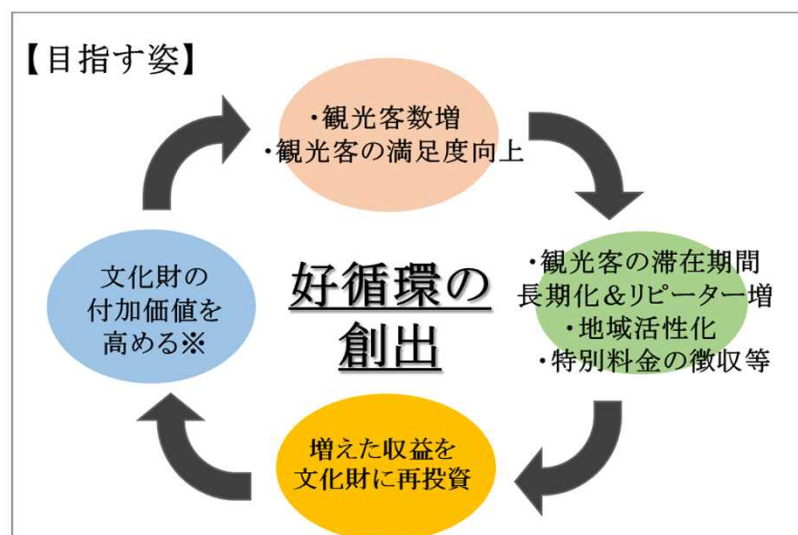 【目指す姿】
・観光客数増
・観光客の満足度向上
・観光客の滞在期間
長期化&リピーター増
・地域活性化
・特別料金の徴収等
増えた収益を
文化財に再投資
文化財の
付加価値を
高める※
好循環の
創出